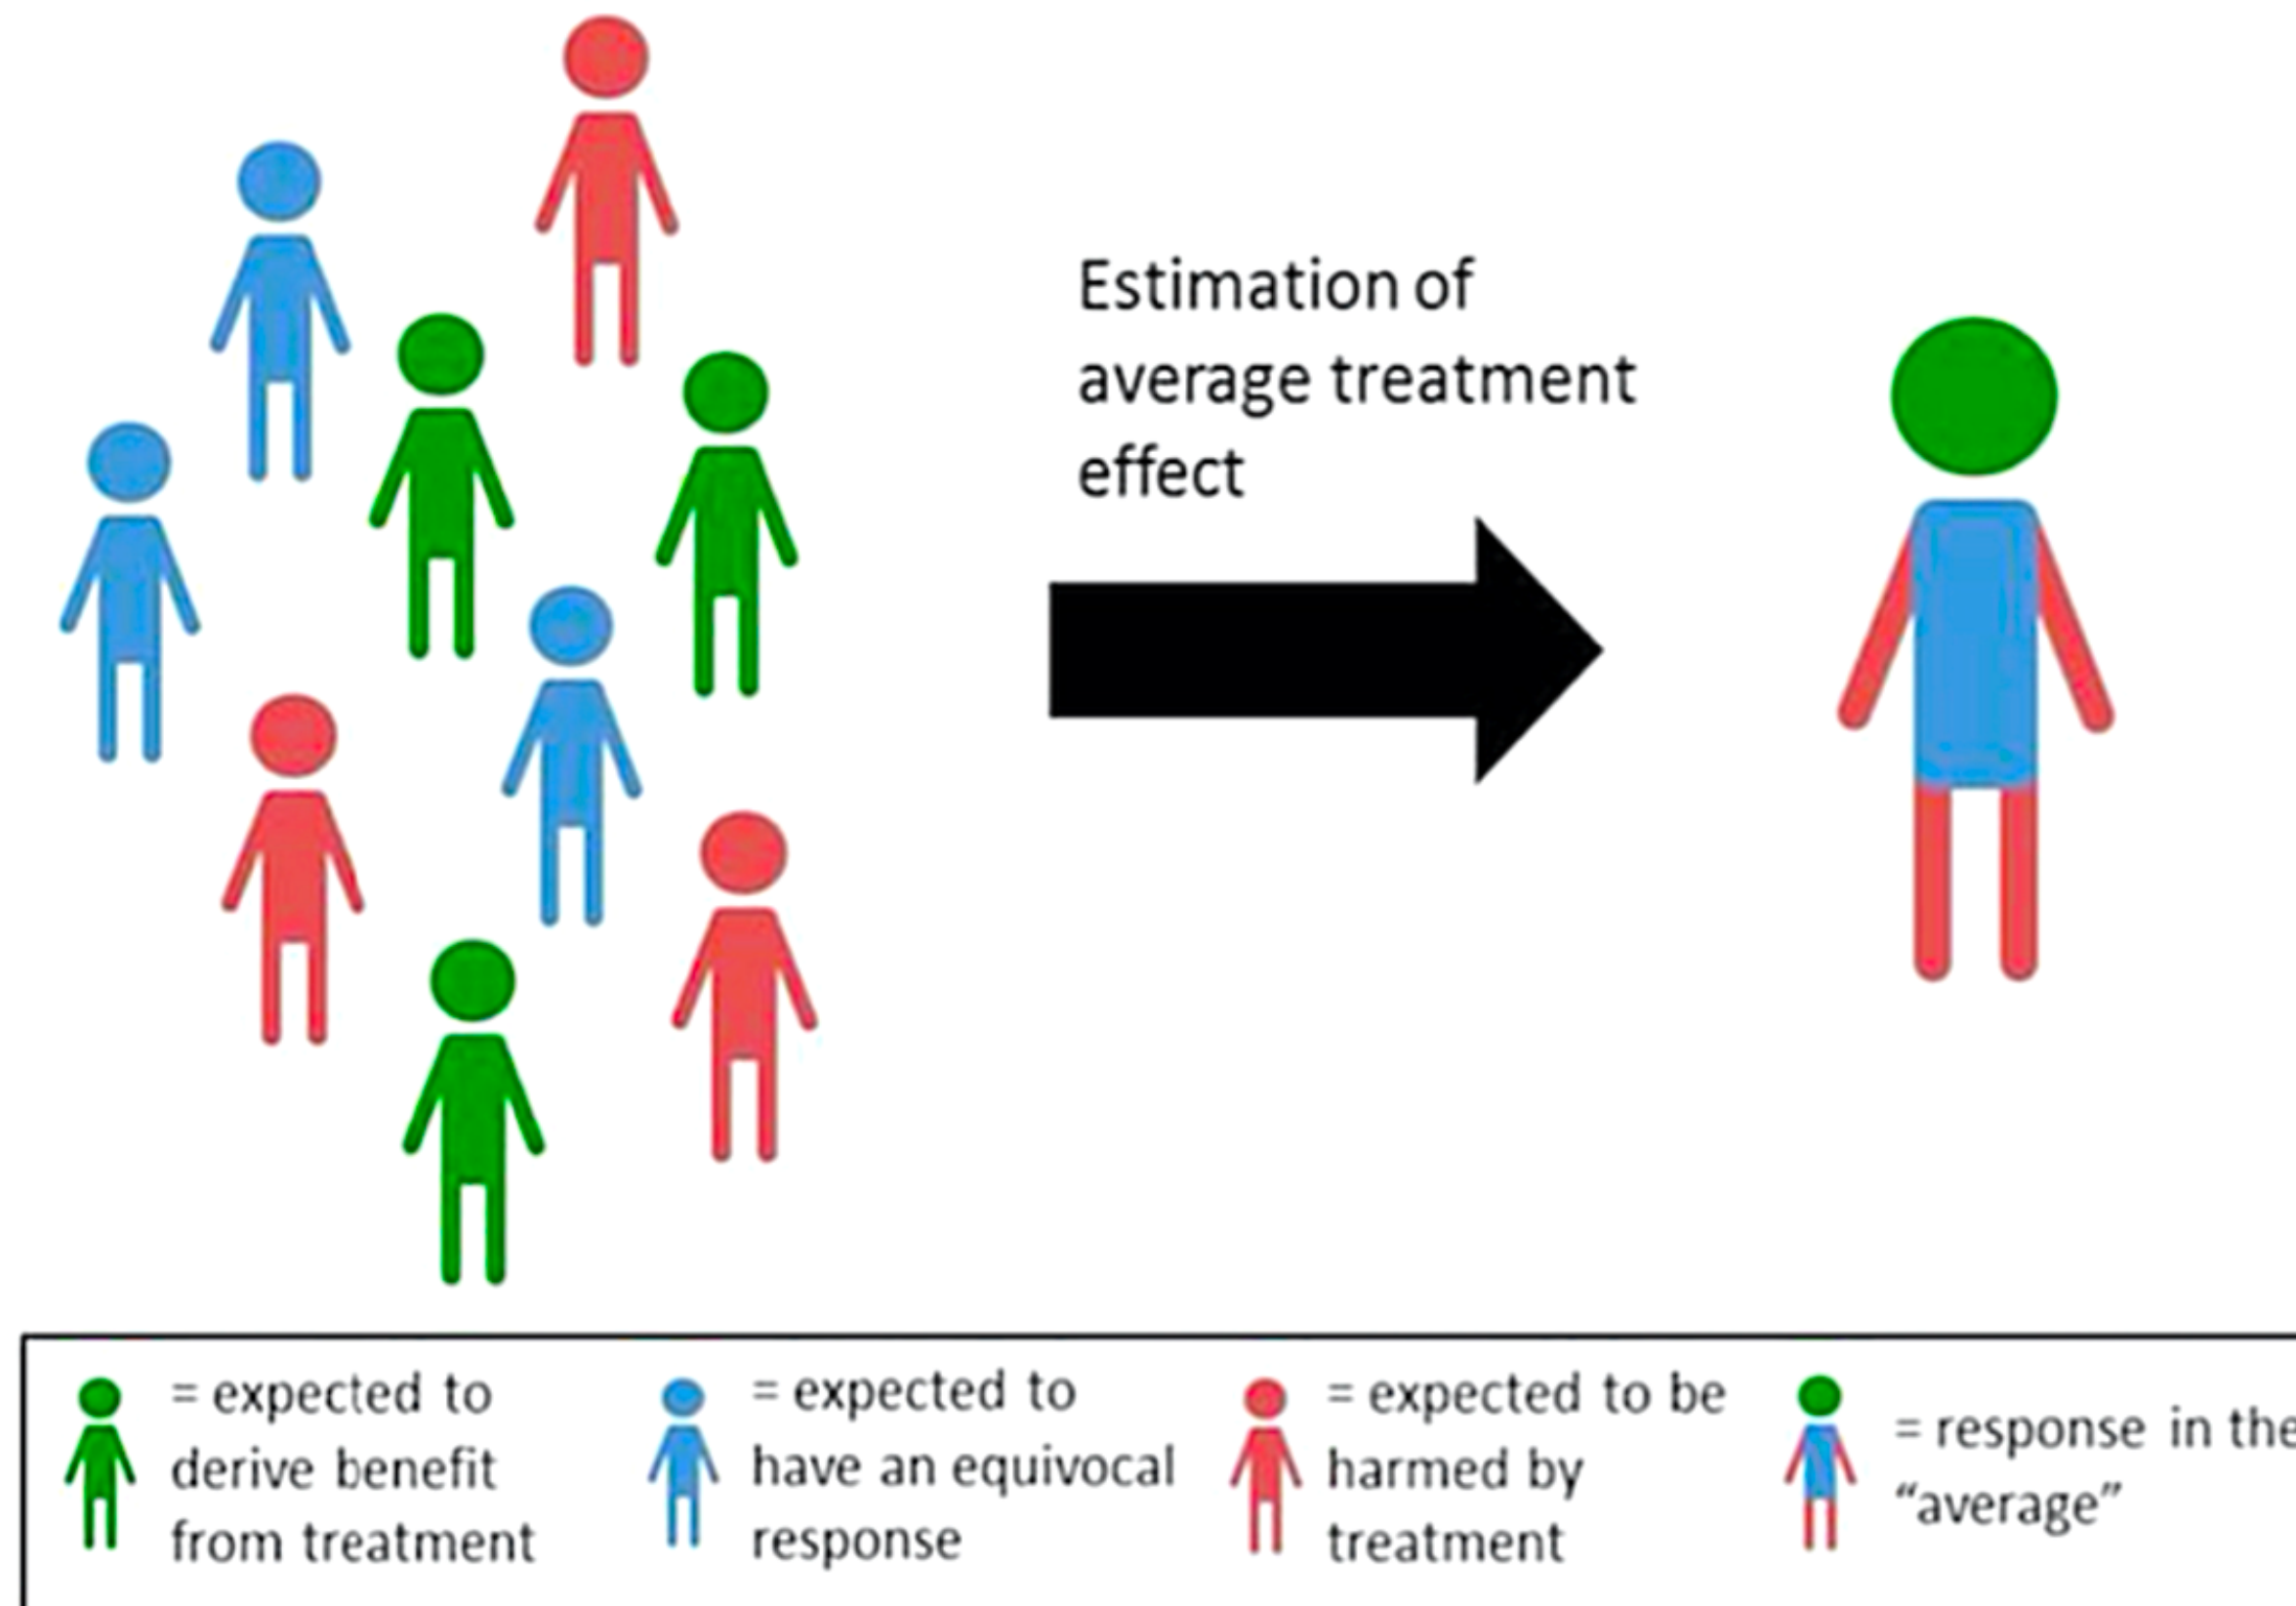 Estimation of
average treatment
effect
= expected to
derive benefit
from treatment
= expected to
have an equivocal
response
= expected to be
harmed by
treatment
= response in the
“average”